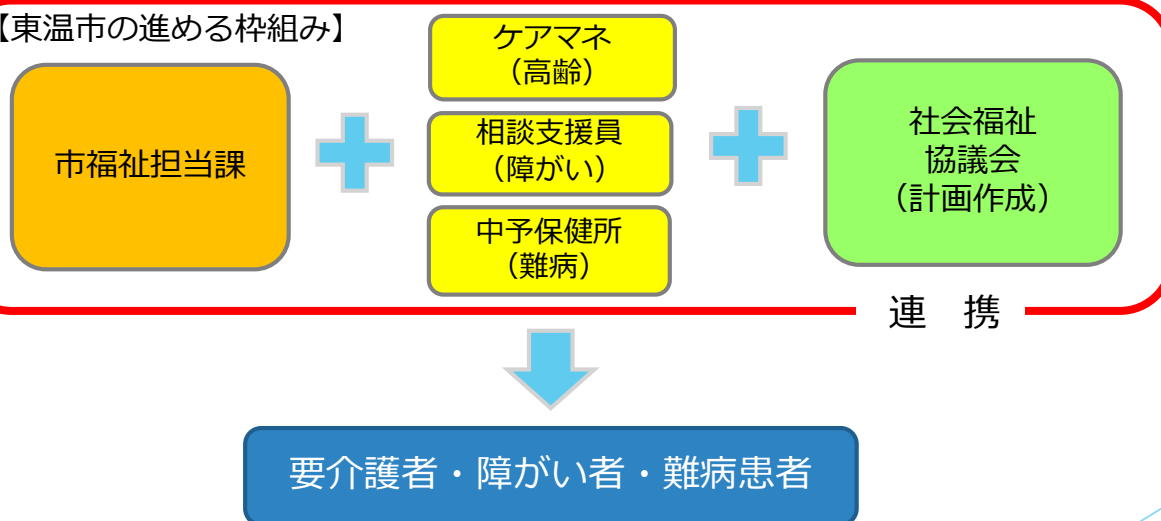 【東温市の進める枠組み】
市福祉担当課
ケアマネ
（高齢）
相談支援員
（障がい）
中予保健所
（難病）
社会福祉
協議会
（計画作成）
連　携
要介護者・障がい者・難病患者